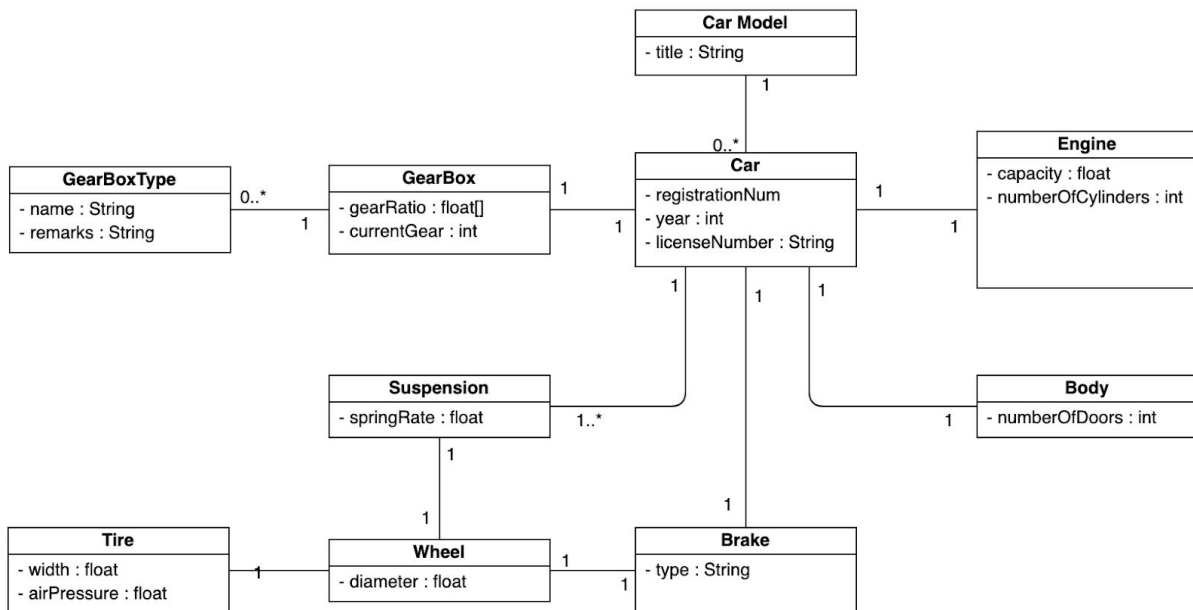 Car Model
- title : String
1
0..*
Car
- registrationNum
- year : int
- licenseNumber : String
Engine
- capacity : float
- numberOfCylinders : int
1
1
GearBoxType
- name : String
- remarks : String
0..*
1
GearBox
- gearRatio : float[]
- currentGear : int
1
1
1
1
1
Suspension
- springRate : float
1..*
Body
- numberOfDoors : int
1
1
1
1
Tire
- width : float
- airPressure : float
1
Wheel
- diameter : float
1
1
Brake
- type : String